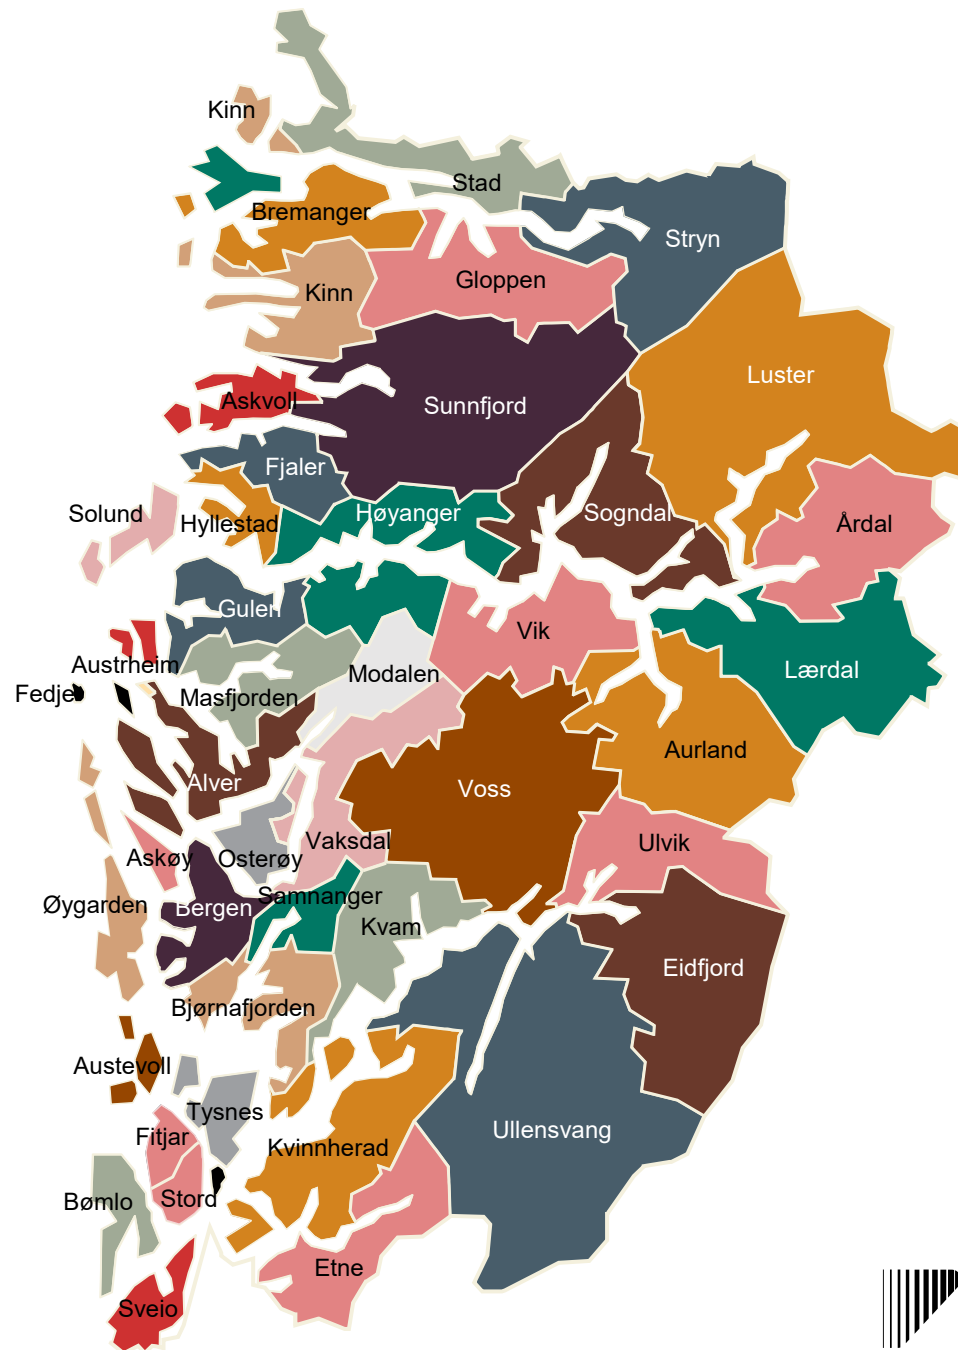 Kinn
Stad
Bremanger
Stryn
Gloppen
Kinn
Luster
Askvoll
Sunnfjord
Fjaler
Solund
Hyllestad
Høyanger
Sogndal
Årdal
Gulen
Vik
Austrheim
Lærdal
Modalen
Fedje
Masfjorden
Aurland
Alver
Voss
Vaksdal
Ulvik
Askøy
Osterøy
Samnanger
Øygarden
Bergen
Kvam
Eidfjord
Bjørnafjorden
Austevoll
Tysnes
Fitjar
Ullensvang
Kvinnherad
Bømlo
Stord
Etne
Sveio